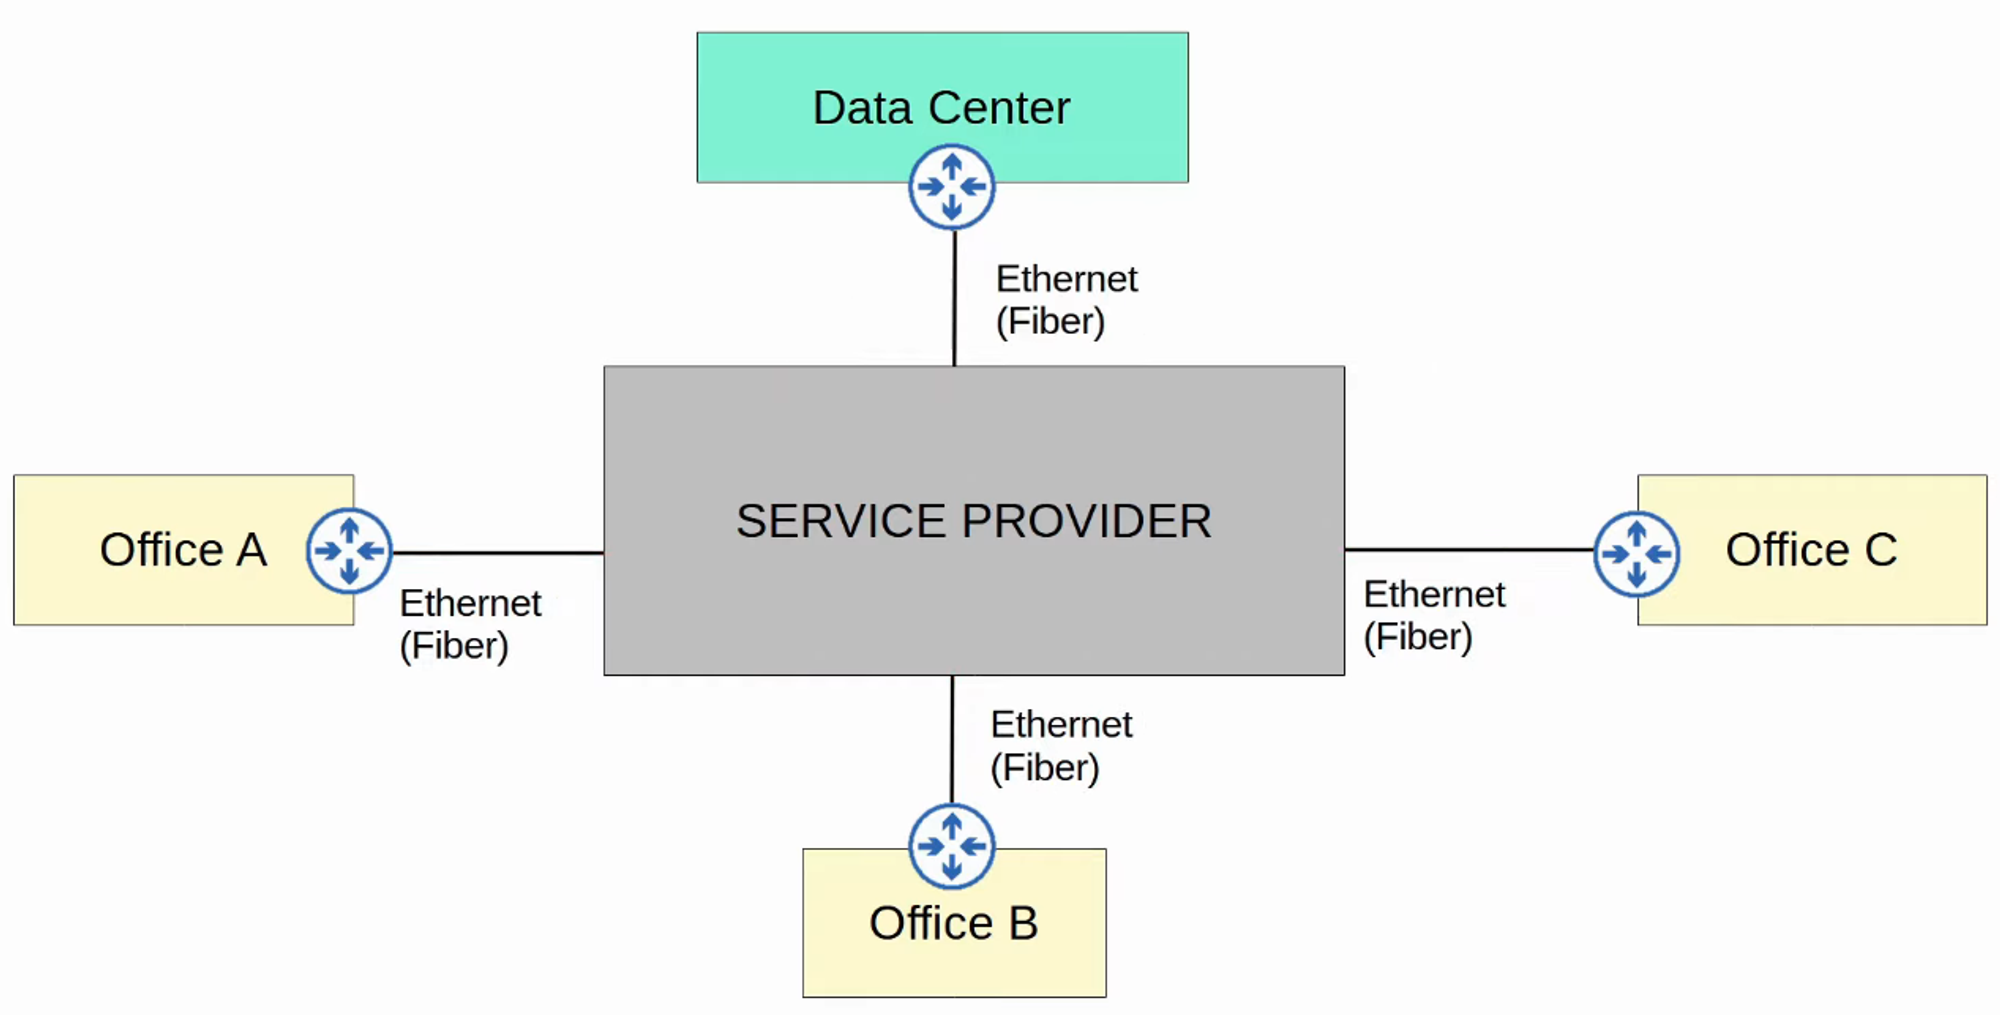 Data Center
Ethernet
(Fiber)
SERVICE PROVIDER
Office A
Ethernet
(Fiber)
Office C
Ethernet
(Fiber)
Ethernet
(Fiber)
Office B